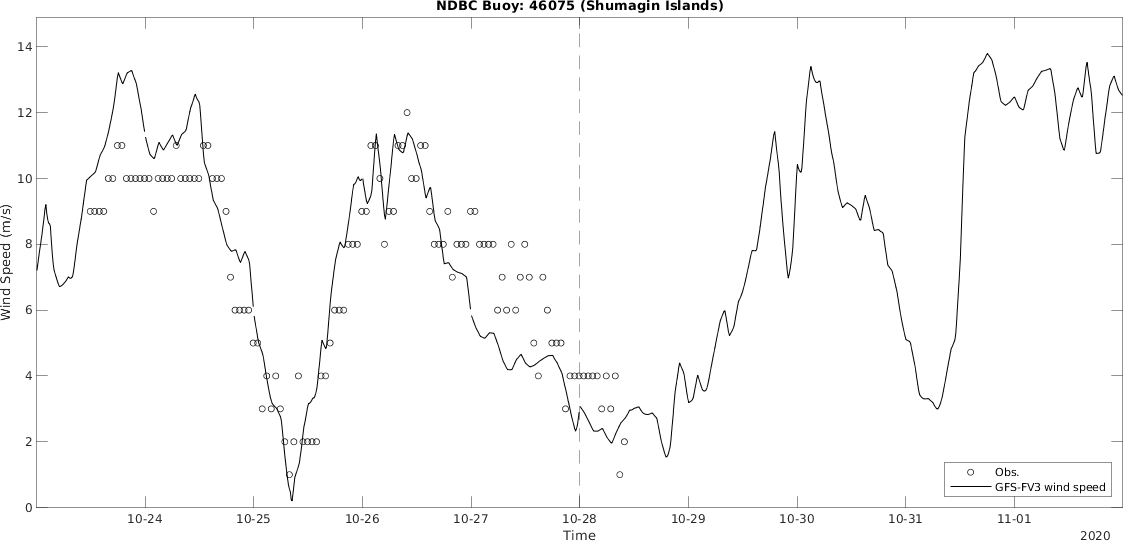 NDBC Buoy: 46075 (Shumagin Islands)
14
12
10
8
6
4
2
0
Wind Speed (m/s)
10-24 10-25 10-26 10-27 10-28 10-29 10-30 10-31 11-01
Time
2020
Obs.
GFS-FV3 wind speed